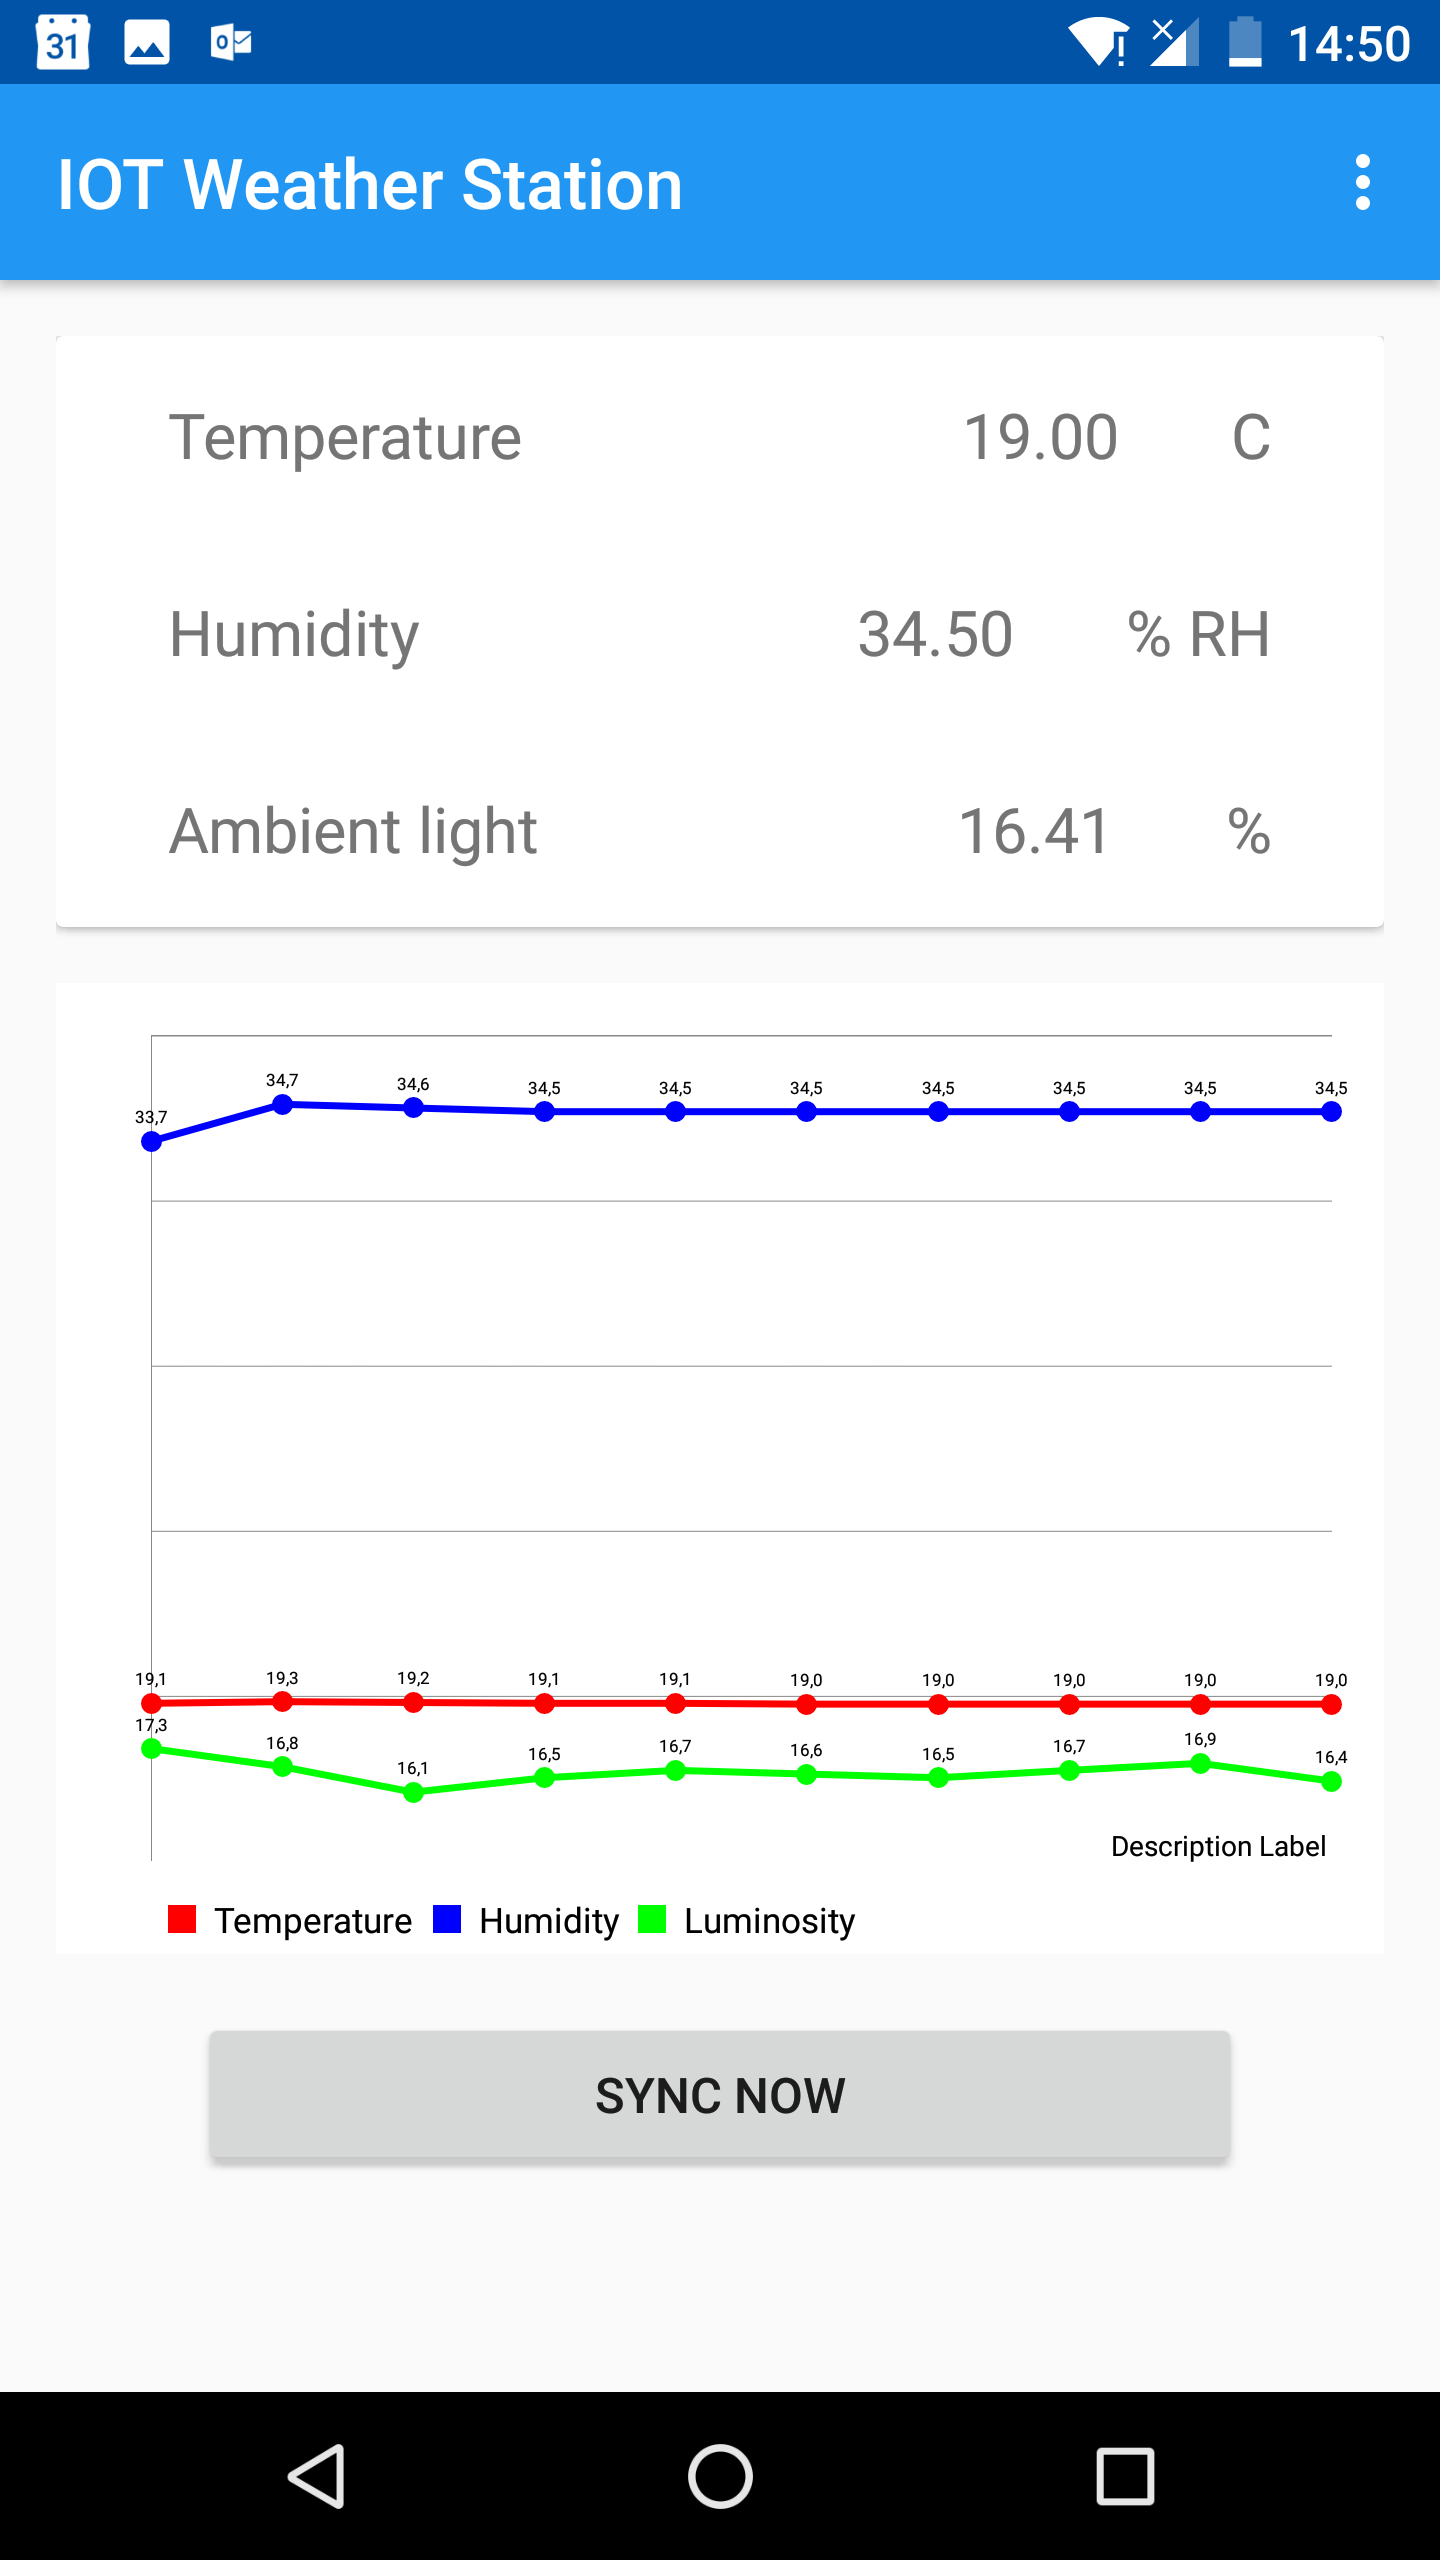 31 14:50
IOT Weather Station
Temperature 19.00 C
Humidity 34.50 % RH
Ambient light 16.41 %
33,7 34,7 34,6 34,5 34,5 34,5 34,5 34,5 34,5 34,5
19,1 19,3 19,2 19,1 19,1 19,0 19,0 19,0 19,0 19,0
17,3 16,8 16,1 16,5 16,7 16,6 16,5 16,7 16,9 16,4
Description Label
Temperature Humidity Luminosity
SYNC NOW